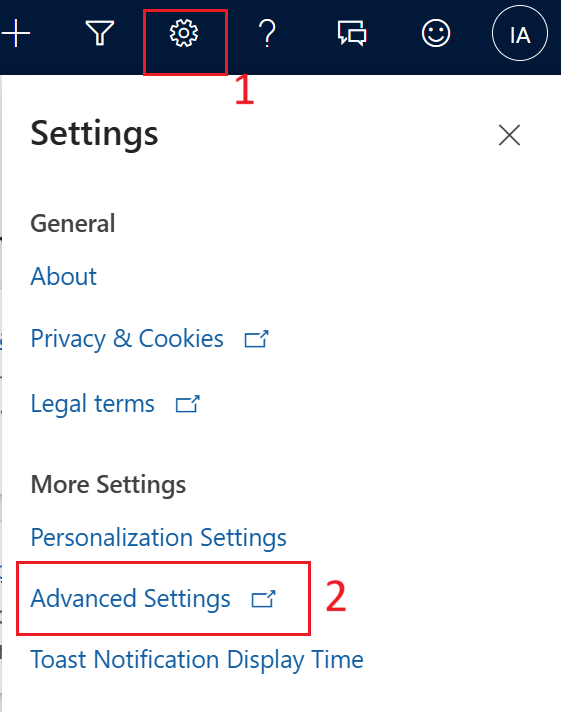 IA
1
Settings
General
About
Privacy & Cookies
Legal terms
More Settings
Personalization Settings
Advanced Settings 2
Toast Notification Display Time